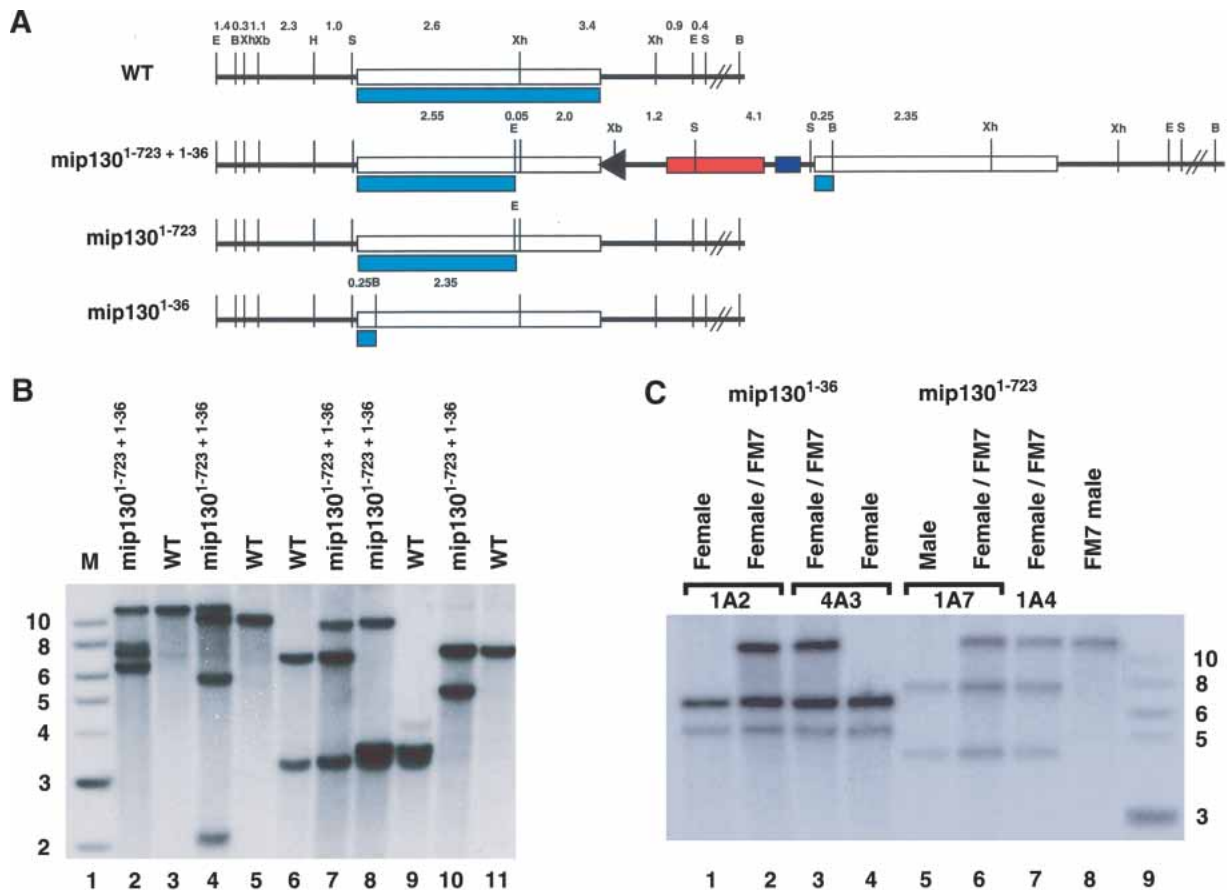 A
1.4 0.3 1.1 2.3 1.0 2.6 3.4 0.9 0.4
E B Xh Xb H S Xh Xh E S B
WT
2.55 0.05 2.0 1.2 4.1 0.25 2.35
E Xb S S B Xh Xh E S B
mip130^1-723 + 1-36
E
mip130^1-723
0.25 B 2.35
mip130^1-36
B
M
mip130^1-723 + 1-36
WT
mip130^1-723 + 1-36
WT
WT
mip130^1-723 + 1-36
mip130^1-723 + 1-36
WT
mip130^1-723 + 1-36
WT
10
8
6
5
4
3
2
1 2 3 4 5 6 7 8 9 10 11
C
mip130^1-36 mip130^1-723
Female
Female / FM7
Female / FM7
Female
Male
Female / FM7
Female / FM7
FM7 male
1A2 4A3 1A7 1A4
10
8
6
5
3
1 2 3 4 5 6 7 8 9